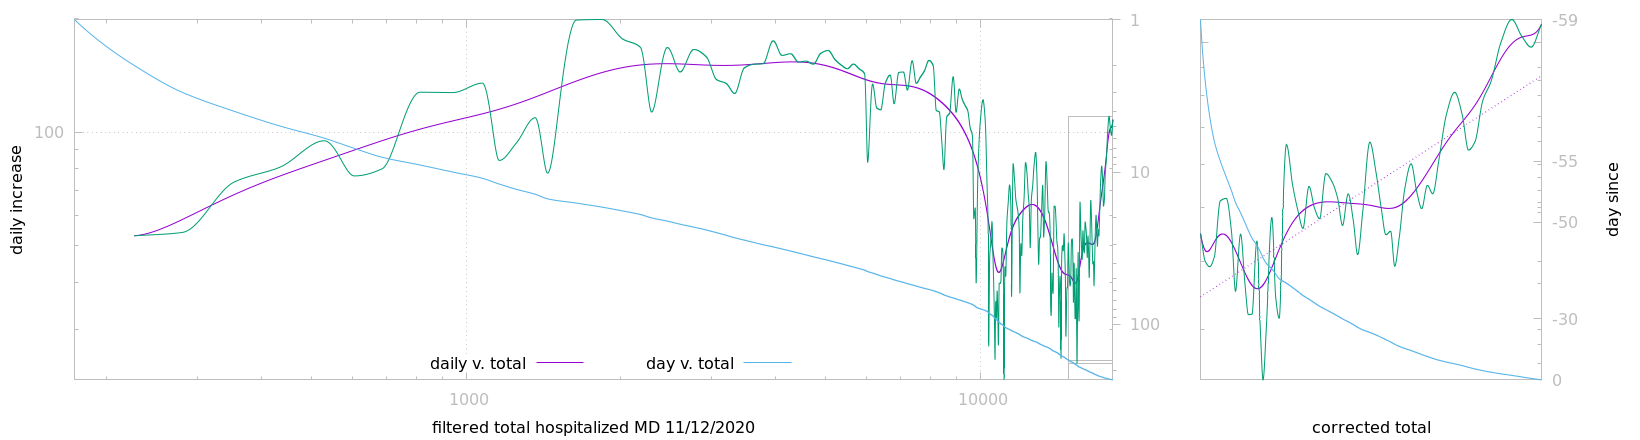 1
-59
100
10
-55
-50
daily increase
day since
100
-30
daily v. total
day v. total
0
1000
10000
filtered total hospitalized MD 11/12/2020
corrected total